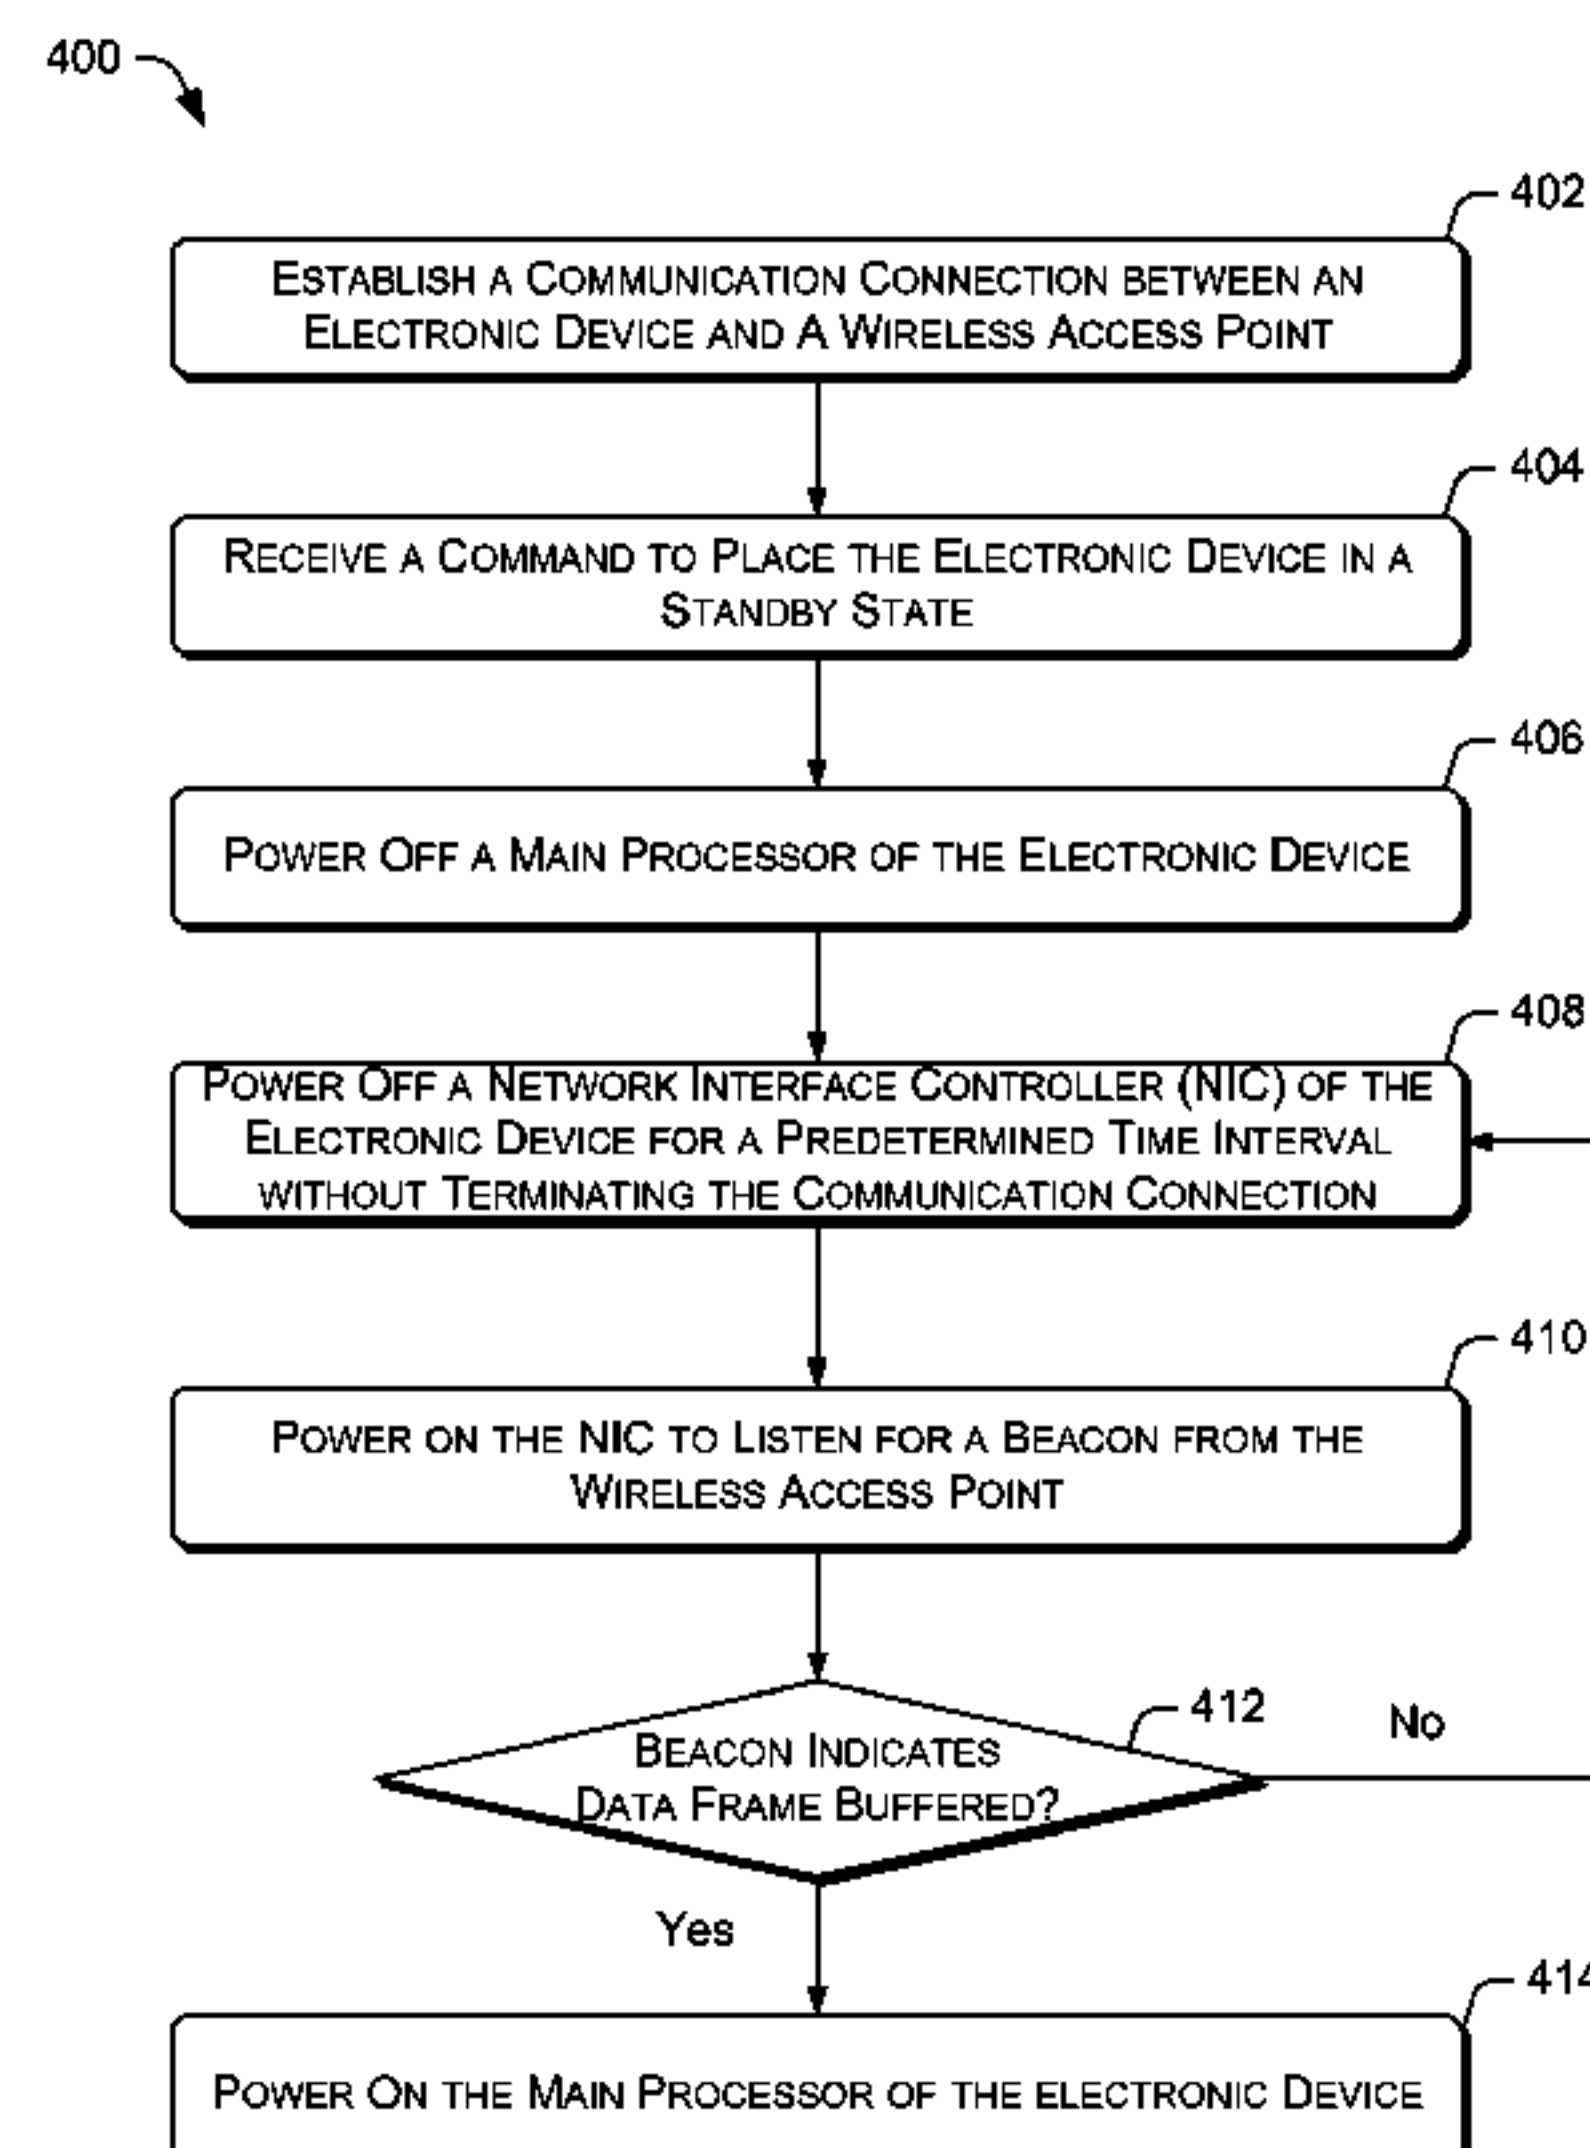 400
402
Establish a Communication Connection between an
Electronic Device and A Wireless Access Point
404
Receive a Command to Place the Electronic Device in a
Standby State
406
Power Off a Main Processor of the Electronic Device
408
Power Off a Network Interface Controller (NIC) of the
Electronic Device for a Predetermined Time Interval
without Terminating the Communication Connection
410
Power on the NIC to Listen for a Beacon from the
Wireless Access Point
412
No
Beacon Indicates
Data Frame Buffered?
Yes
414
Power On the Main Processor of the electronic Device